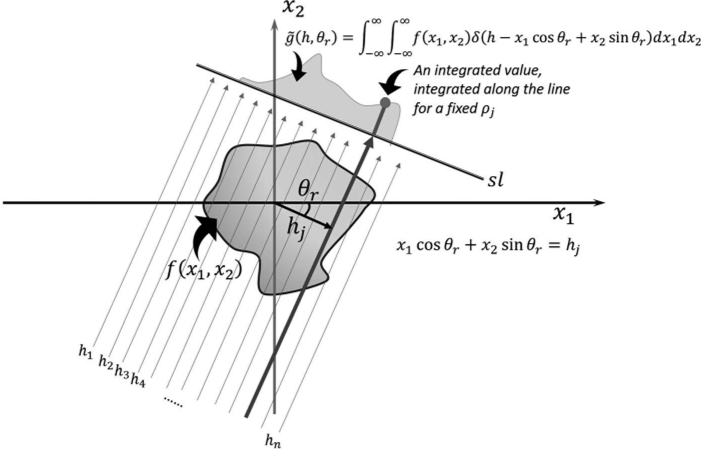 x₂
g̃(h, θᵣ) = ∫_{-∞}^{∞} ∫_{-∞}^{∞} f(x₁, x₂)δ(h − x₁ cos θᵣ + x₂ sin θᵣ)dx₁dx₂
An integrated value,
integrated along the line
for a fixed ρⱼ
sl
θᵣ
x₁
hⱼ
x₁ cos θᵣ + x₂ sin θᵣ = hⱼ
f(x₁, x₂)
h₁ h₂ h₃ h₄
......
hₙ